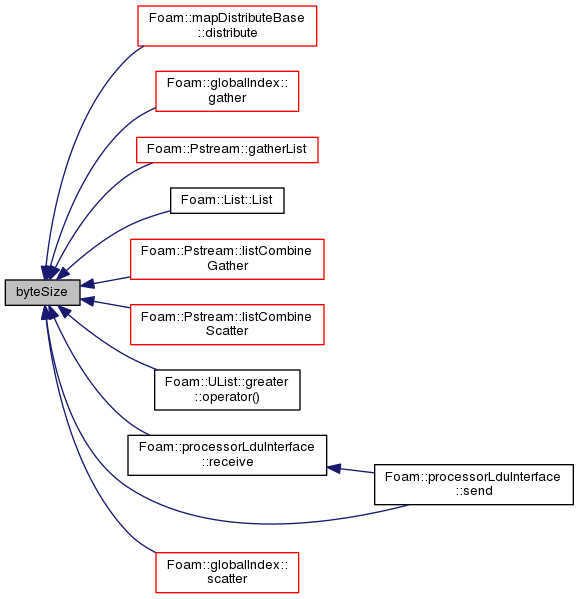 Foam::mapDistributeBase
::distribute
Foam::globalIndex::
gather
Foam::Pstream::gatherList
Foam::List::List
Foam::Pstream::listCombine
Gather
byteSize
Foam::Pstream::listCombine
Scatter
Foam::UList::greater
::operator()
Foam::processorLduInterface
::receive
Foam::processorLduInterface
::send
Foam::globalIndex::
scatter